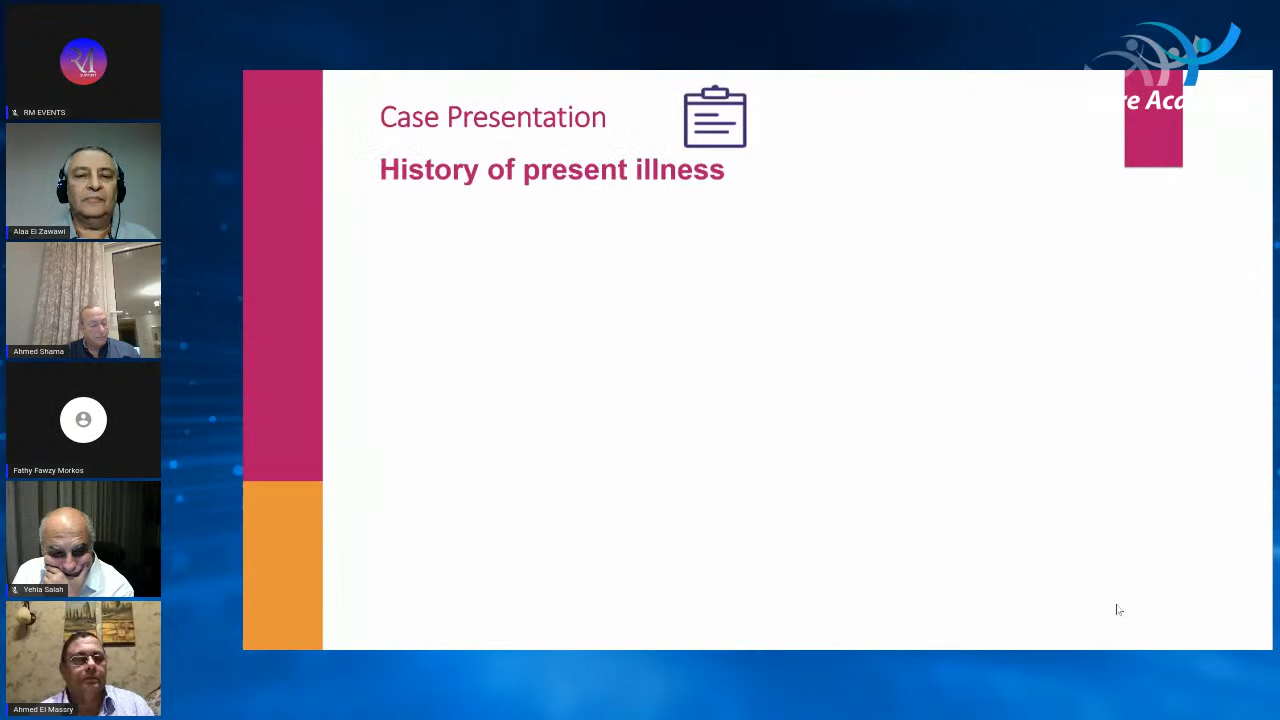 RM EVENTS
Alaa El Zawawi
Ahmed Shama
Fathy Fawzy Morkos
Yehia Salah
Ahmed El Massry
Case Presentation
History of present illness